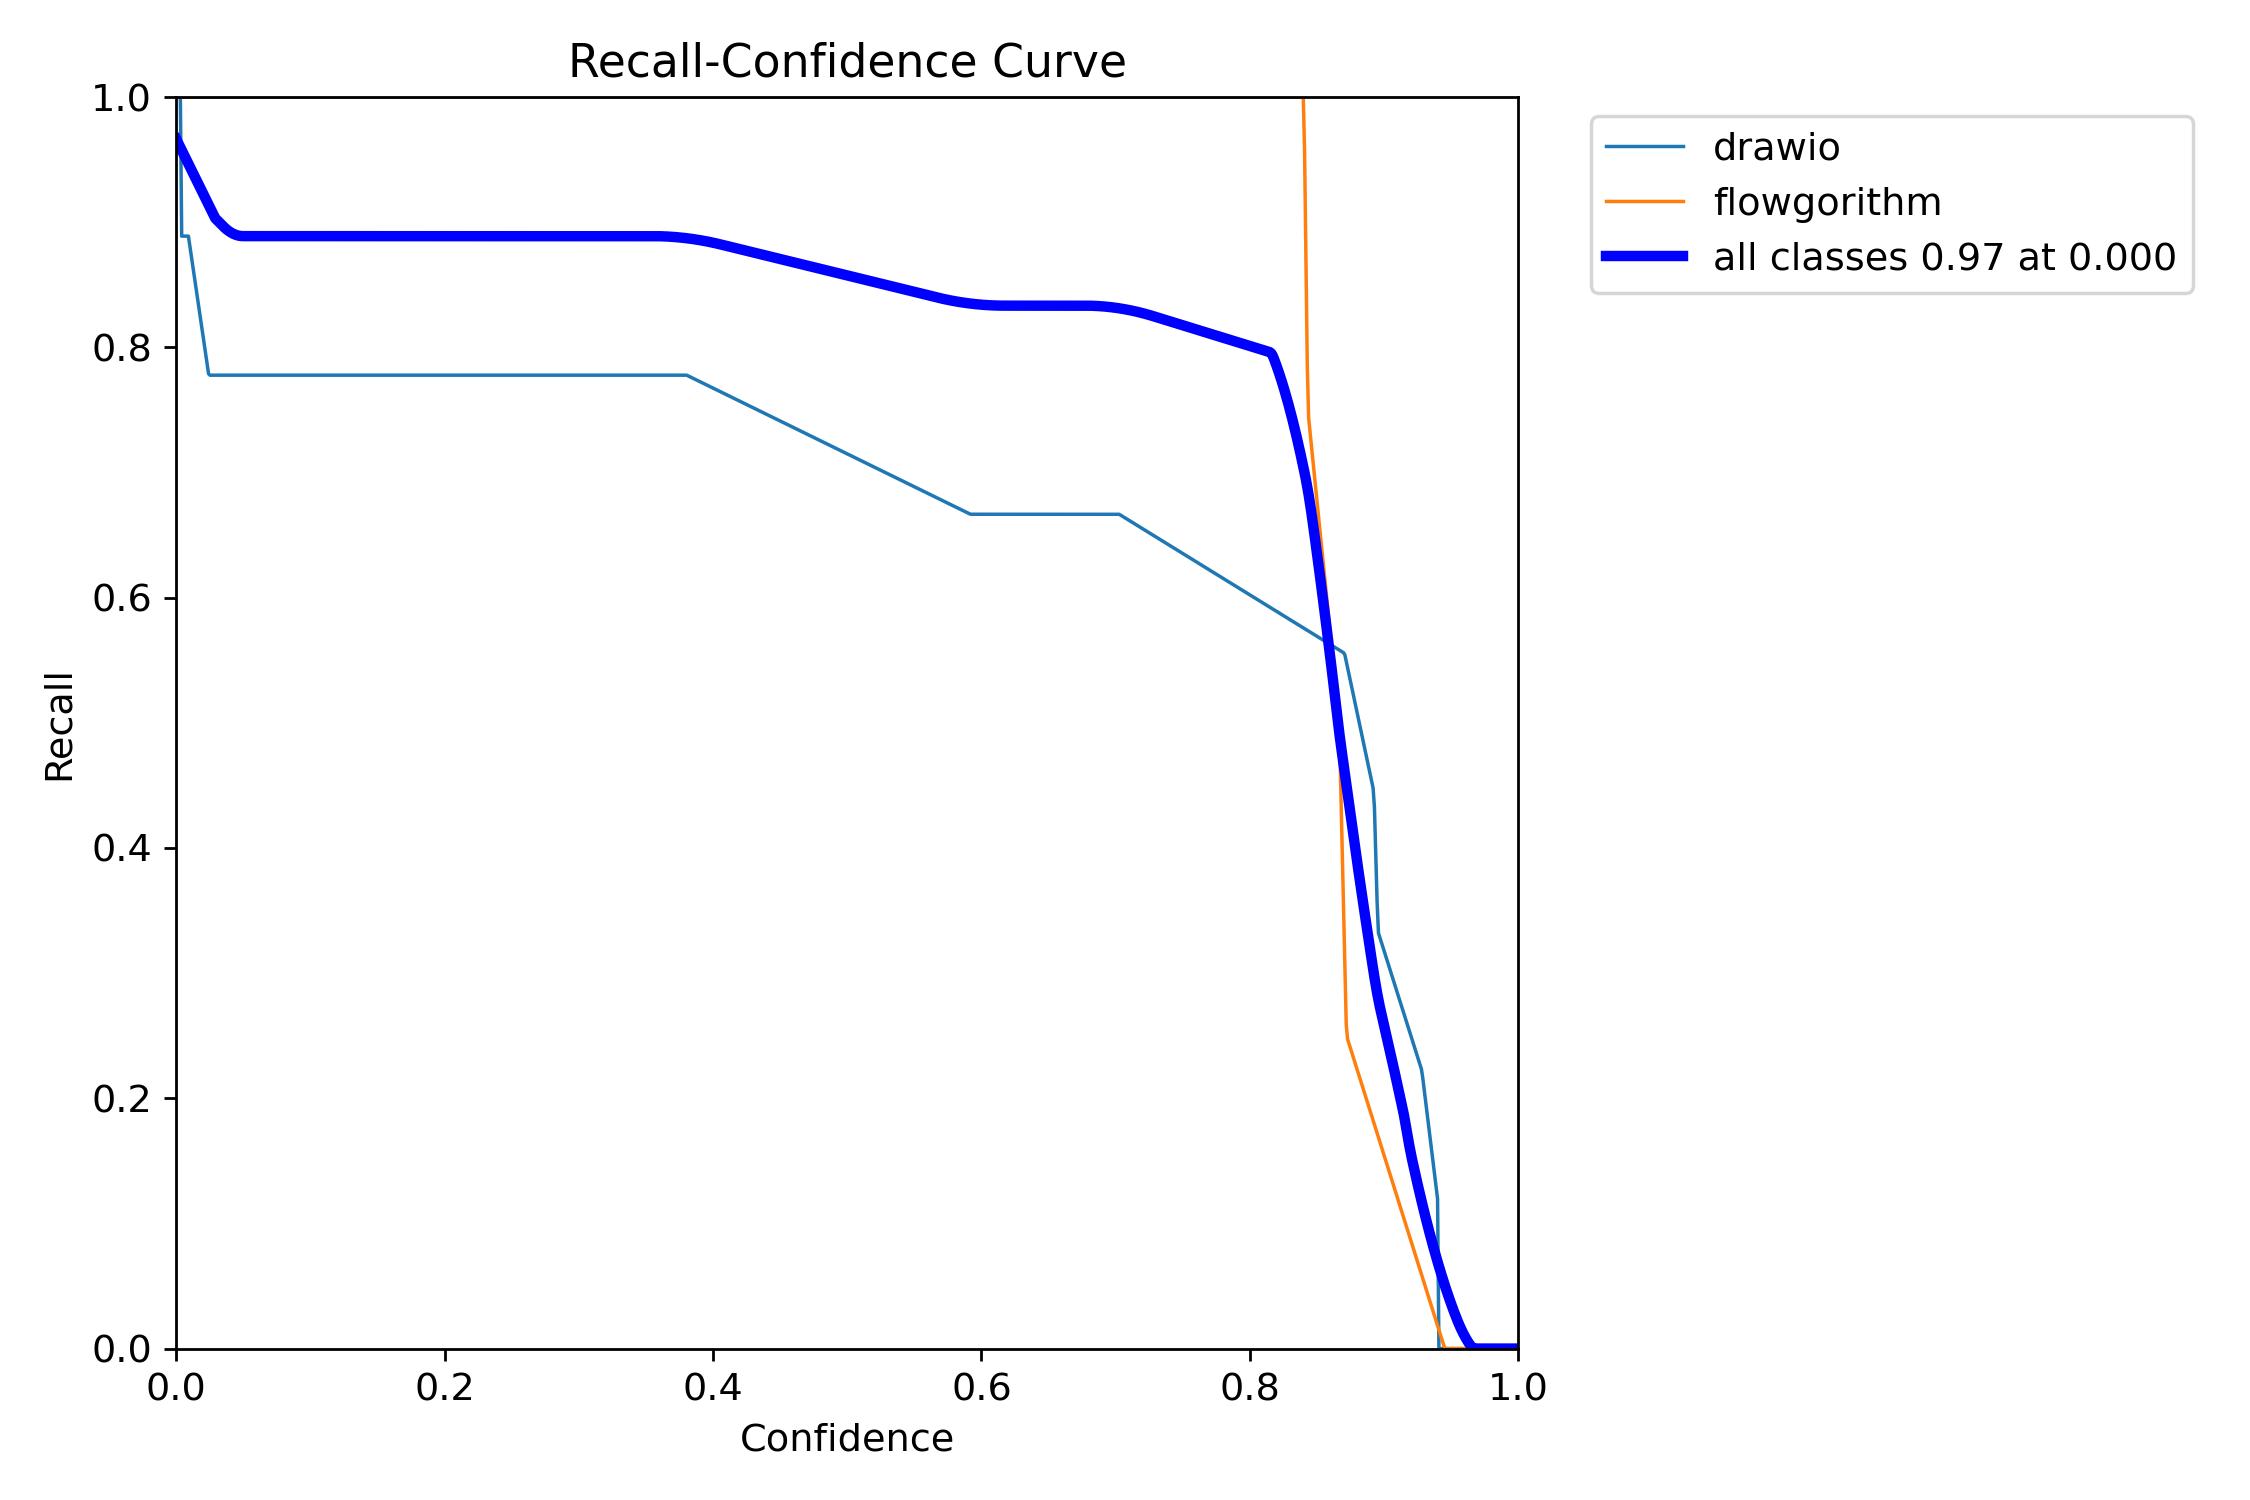 Recall-Confidence Curve
1.0
0.8
0.6
0.4
0.2
0.0
Recall
0.0 0.2 0.4 0.6 0.8 1.0
Confidence
drawio
flowgorithm
all classes 0.97 at 0.000